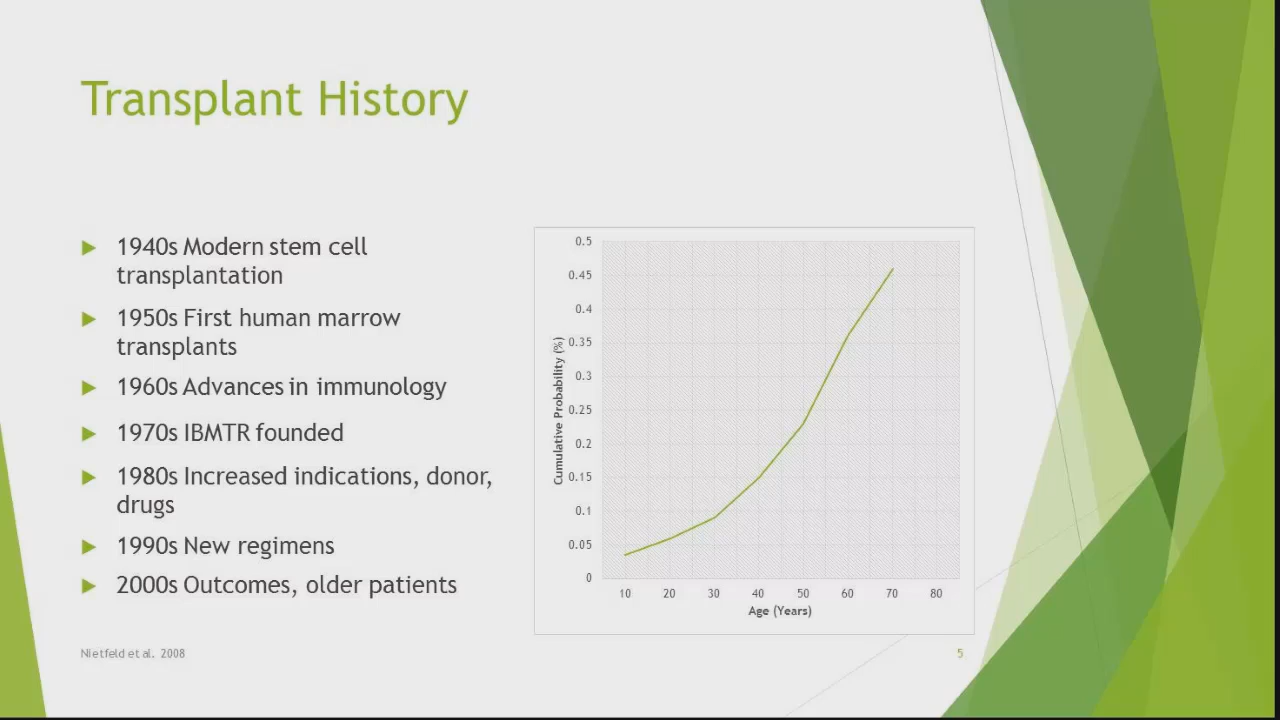 Transplant History
1940s Modern stem cell
transplantation
1950s First human marrow
transplants
1960s Advances in immunology
1970s IBMTR founded
1980s Increased indications, donor,
drugs
1990s New regimens
2000s Outcomes, older patients
Cumulative Probability (%)
0.5
0.45
0.4
0.35
0.3
0.25
0.2
0.15
0.1
0.05
0
10 20 30 40 50 60 70 80
Age (Years)
Nietfeld et al. 2008
5